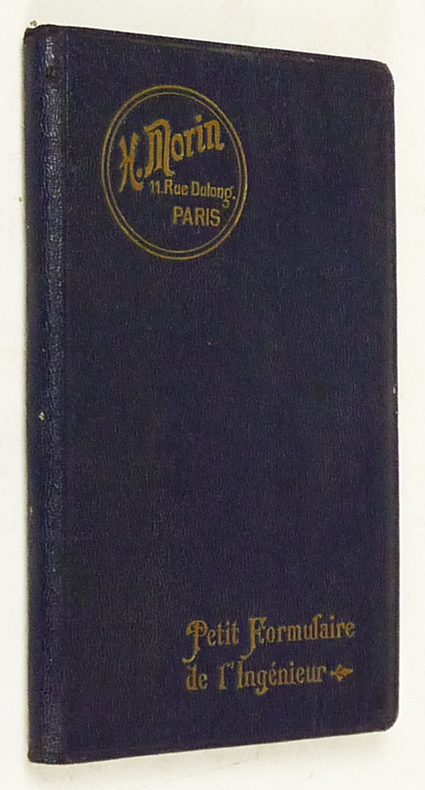 H. Morin
11. Rue Dulong.
PARIS
Petit Formulaire
de l'Ingénieur